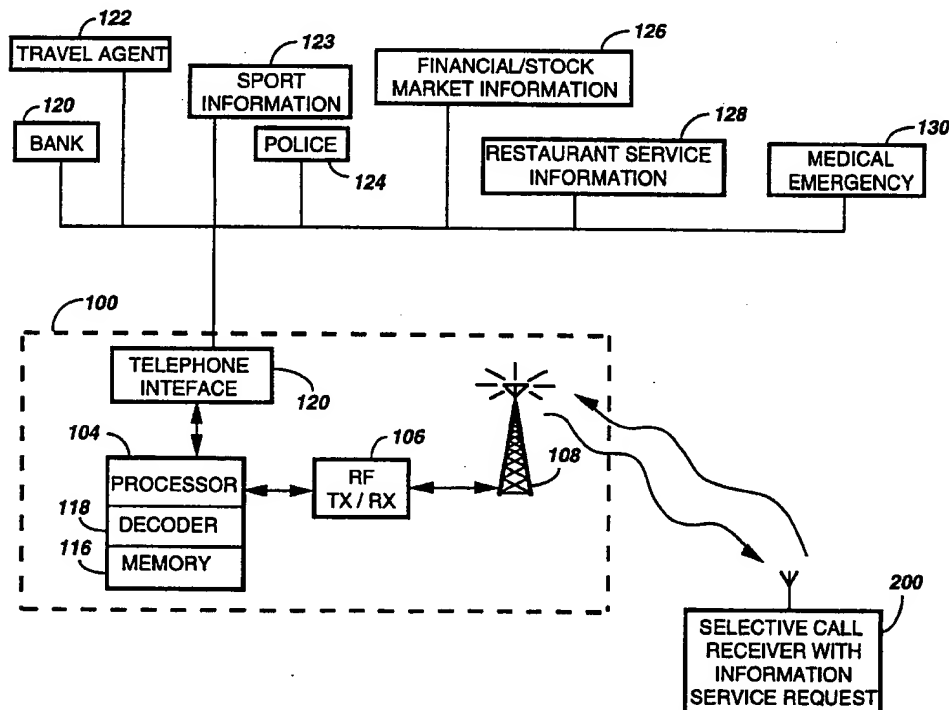 122
TRAVEL AGENT
123
SPORT
INFORMATION
126
FINANCIAL/STOCK
MARKET INFORMATION
120
BANK
POLICE
124
128
RESTAURANT SERVICE
INFORMATION
130
MEDICAL
EMERGENCY
100
TELEPHONE
INTEFACE
120
104
PROCESSOR
118
DECODER
116
MEMORY
106
RF
TX / RX
108
200
SELECTIVE CALL
RECEIVER WITH
INFORMATION
SERVICE REQUEST